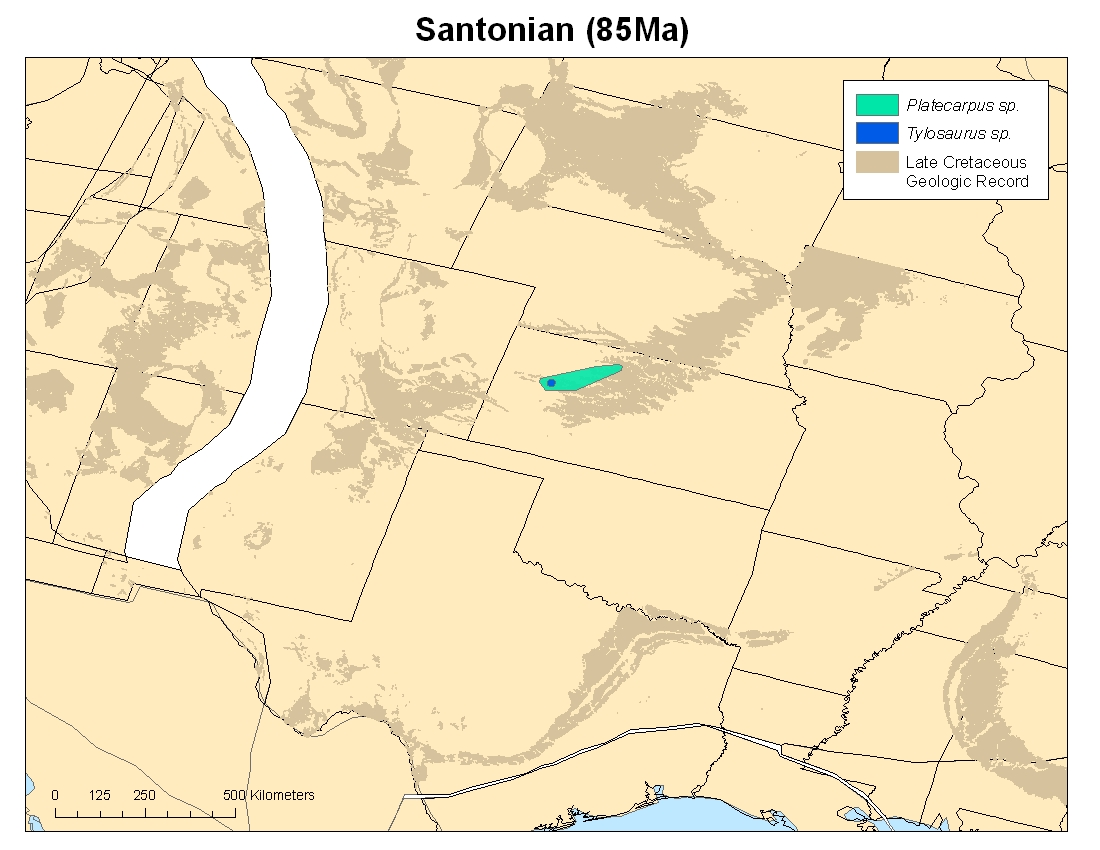 Santonian (85Ma)
Platecarpus sp.
Tylosaurus sp.
Late Cretaceous
Geologic Record
0 125 250 500 Kilometers